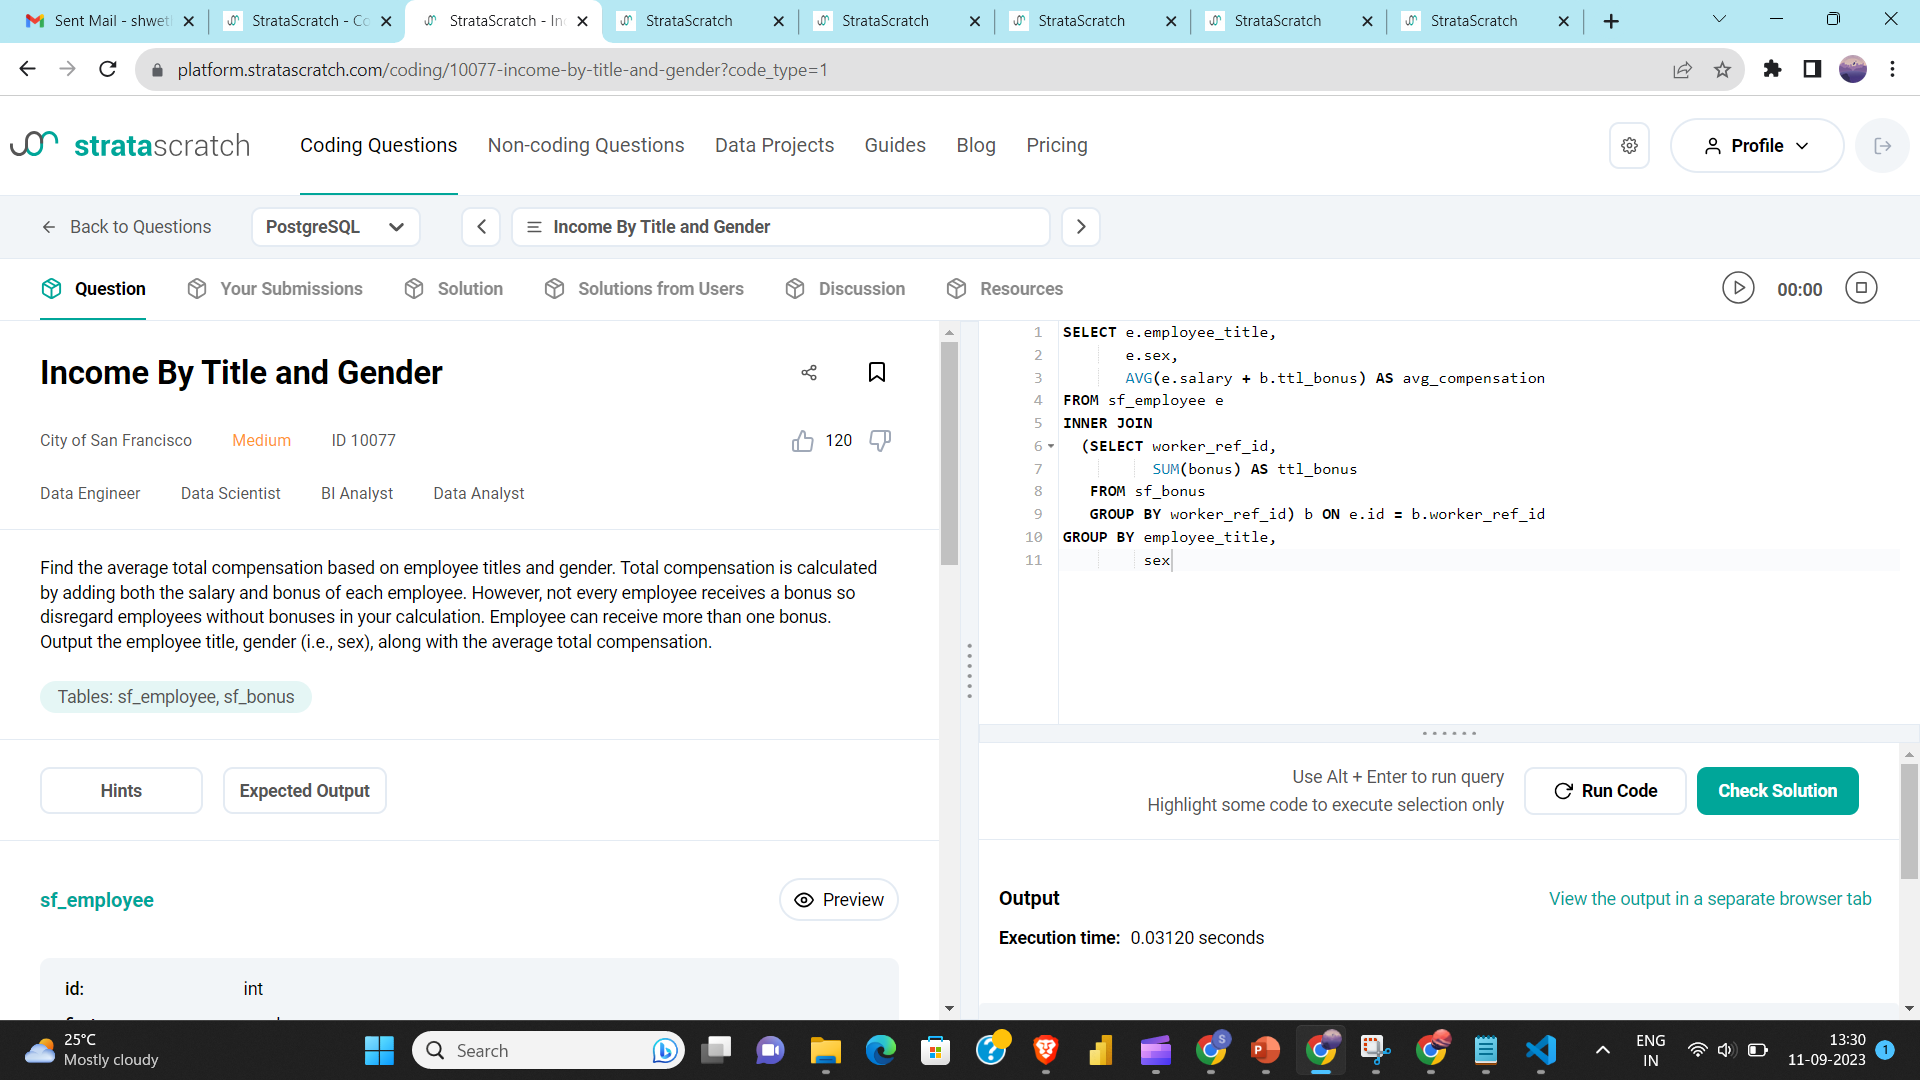 Sent Mail - shwet
StrataScratch - Co
StrataScratch - In
StrataScratch
StrataScratch
StrataScratch
StrataScratch
StrataScratch
platform.stratascratch.com/coding/10077-income-by-title-and-gender?code_type=1
stratascratch
Coding Questions
Non-coding Questions
Data Projects
Guides
Blog
Pricing
Profile
Back to Questions
PostgreSQL
Income By Title and Gender
Question
Your Submissions
Solution
Solutions from Users
Discussion
Resources
00:00
Income By Title and Gender
City of San Francisco
Medium
ID 10077
120
Data Engineer
Data Scientist
BI Analyst
Data Analyst
Find the average total compensation based on employee titles and gender. Total compensation is calculated
by adding both the salary and bonus of each employee. However, not every employee receives a bonus so
disregard employees without bonuses in your calculation. Employee can receive more than one bonus.
Output the employee title, gender (i.e., sex), along with the average total compensation.
Tables: sf_employee, sf_bonus
Hints
Expected Output
sf_employee
Preview
id:
int
1 SELECT e.employee_title,
2 e.sex,
3 AVG(e.salary + b.ttl_bonus) AS avg_compensation
4 FROM sf_employee e
5 INNER JOIN
6 (SELECT worker_ref_id,
7 SUM(bonus) AS ttl_bonus
8 FROM sf_bonus
9 GROUP BY worker_ref_id) b ON e.id = b.worker_ref_id
10 GROUP BY employee_title,
11 sex
Use Alt + Enter to run query
Highlight some code to execute selection only
Run Code
Check Solution
Output
View the output in a separate browser tab
Execution time: 0.03120 seconds
25°C
Mostly cloudy
Search
S
P
ENG
IN
13:30
11-09-2023
1